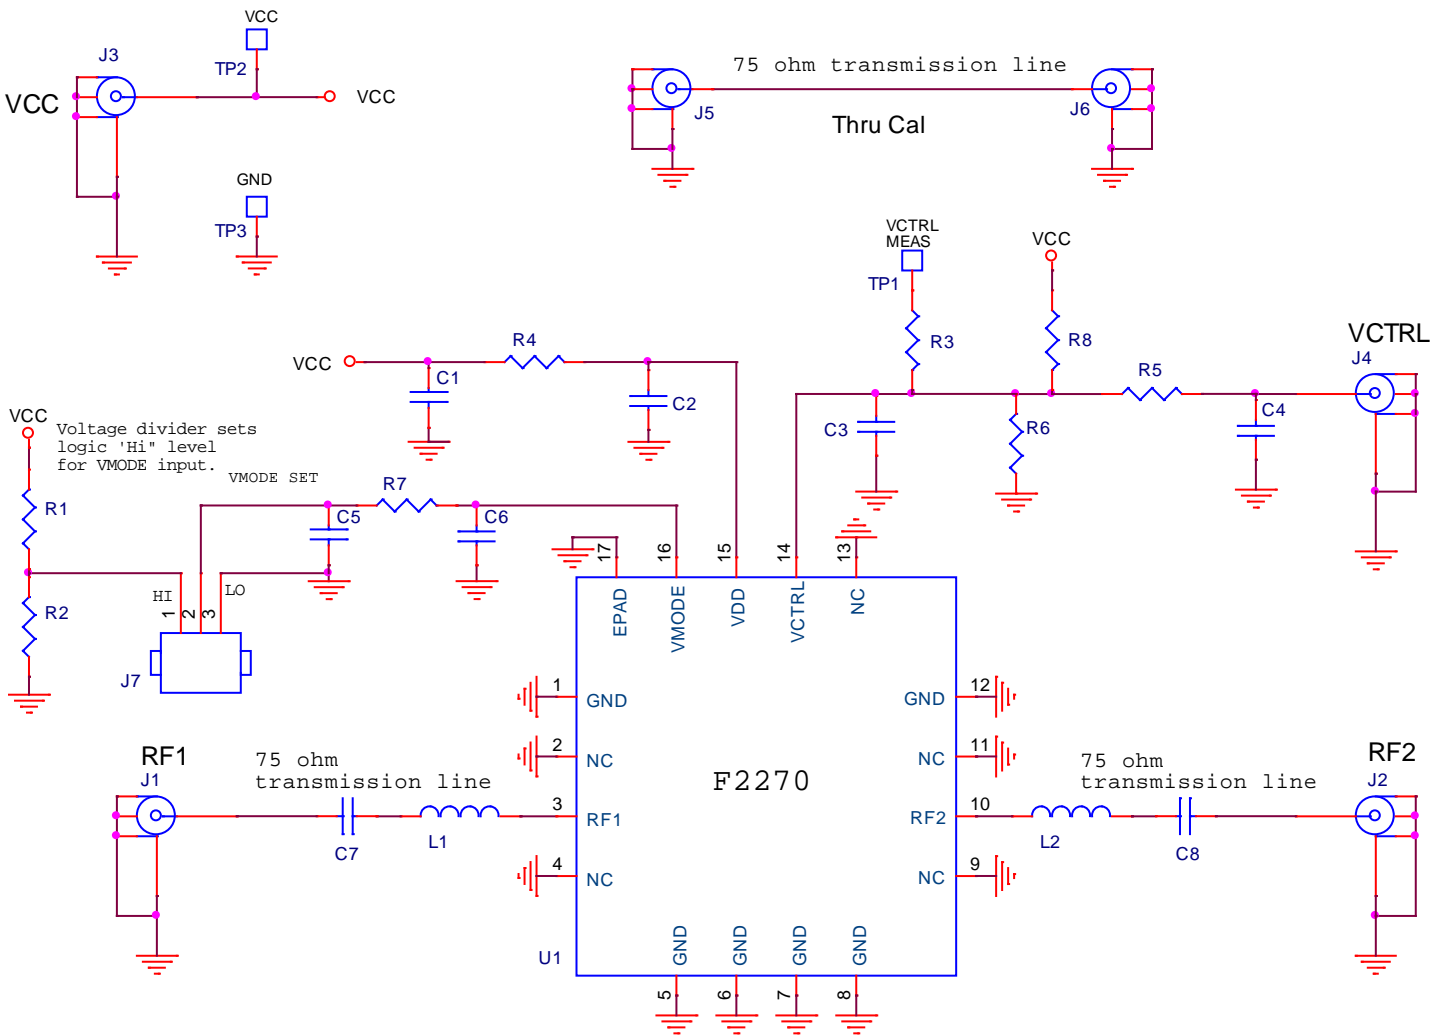 VCC
J3
TP2
VCC
VCC
75 ohm transmission line
J5
J6
Thru Cal
GND
TP3
VCTRL
MEAS
TP1
VCC
R3
R8
VCTRL
J4
R4
VCC
C1
C2
R5
C3
R6
C4
VCC
Voltage divider sets
logic 'Hi" level
for VMODE input.
VMODE SET
R1
R7
C5
C6
HI
LO
1
2
3
R2
J7
17
16
15
14
13
EPAD
VMODE
VDD
VCTRL
NC
1
GND
12
GND
2
NC
11
NC
RF1
J1
75 ohm
transmission line
F2270
75 ohm
transmission line
RF2
J2
3
RF1
10
RF2
C7
L1
L2
C8
4
NC
9
NC
U1
GND
GND
GND
GND
5
6
7
8